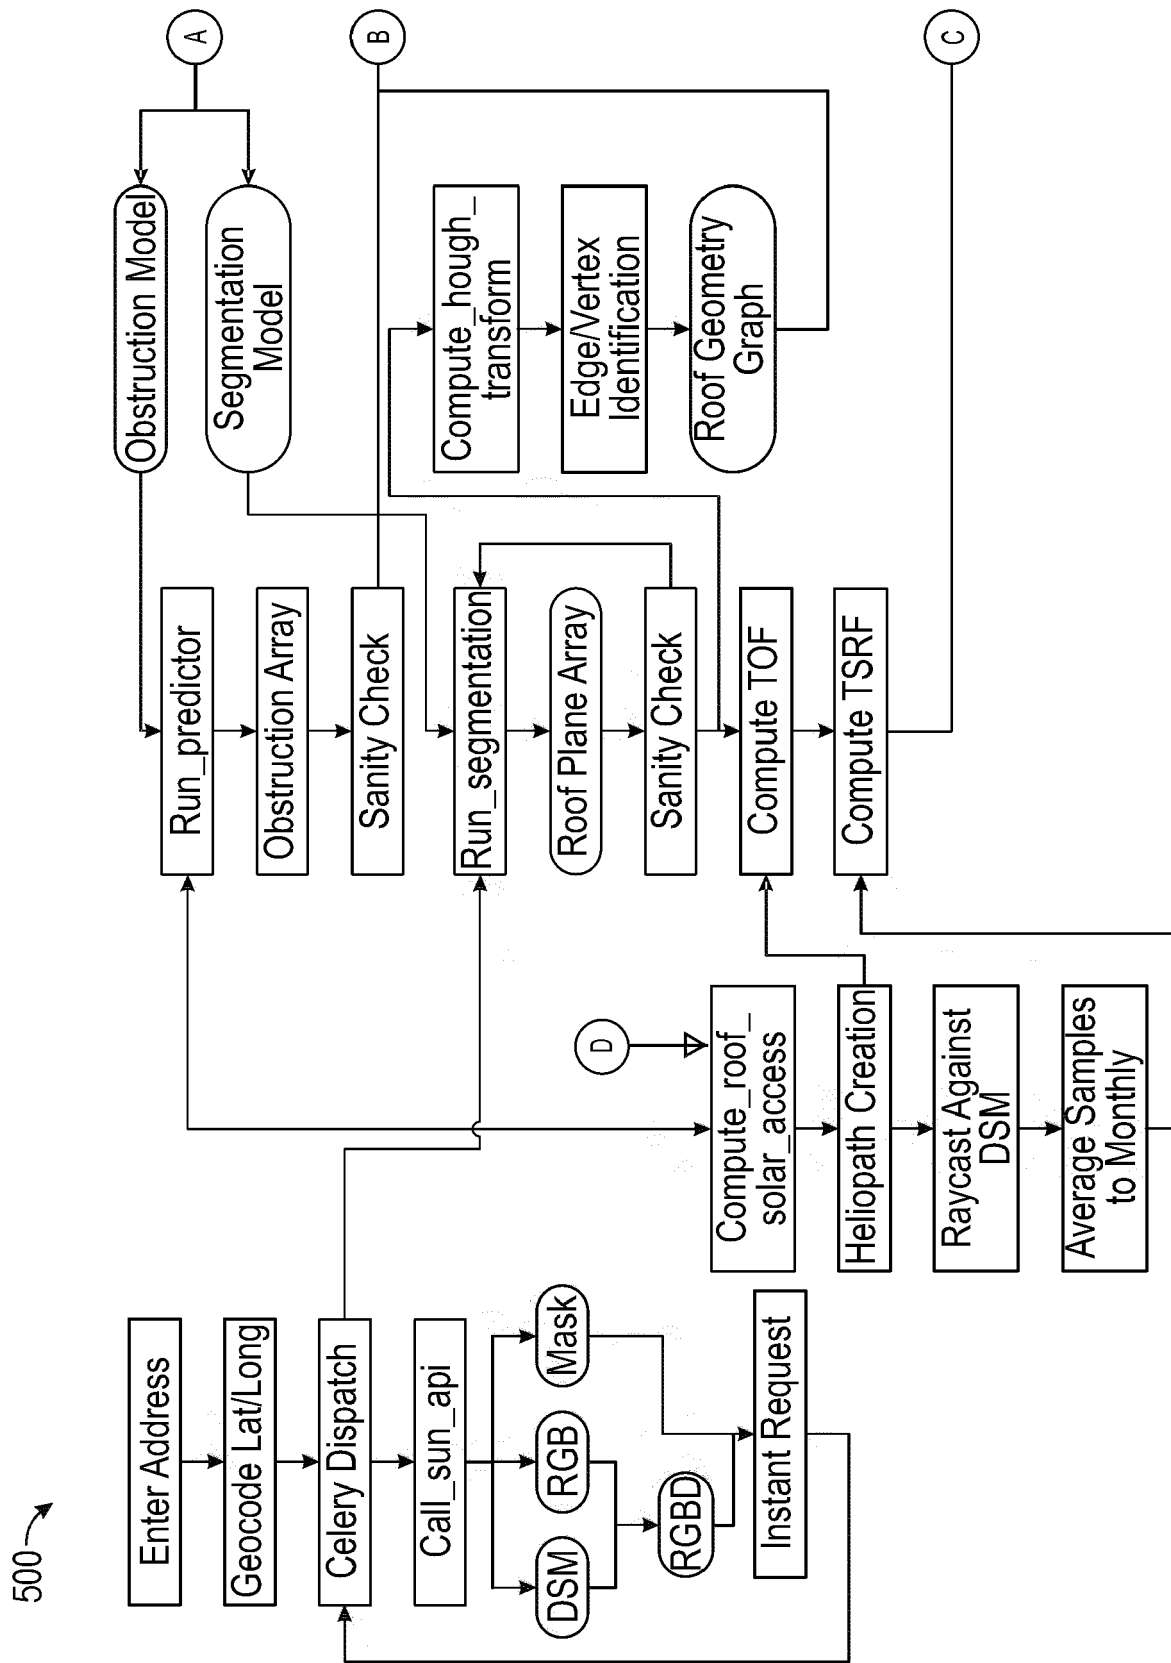 500
Enter Address
Geocode Lat/Long
Celery Dispatch
Call_sun_api
DSM
RGB
Mask
RGBD
Instant Request
D
Compute_roof_
solar_access
Heliopath Creation
Raycast Against
DSM
Average Samples
to Monthly
Run_predictor
Obstruction Array
Sanity Check
Run_segmentation
Roof Plane Array
Sanity Check
Compute TOF
Compute TSRF
Obstruction Model
Segmentation
Model
Compute_hough_
transform
Edge/Vertex
Identification
Roof Geometry
Graph
A
B
C